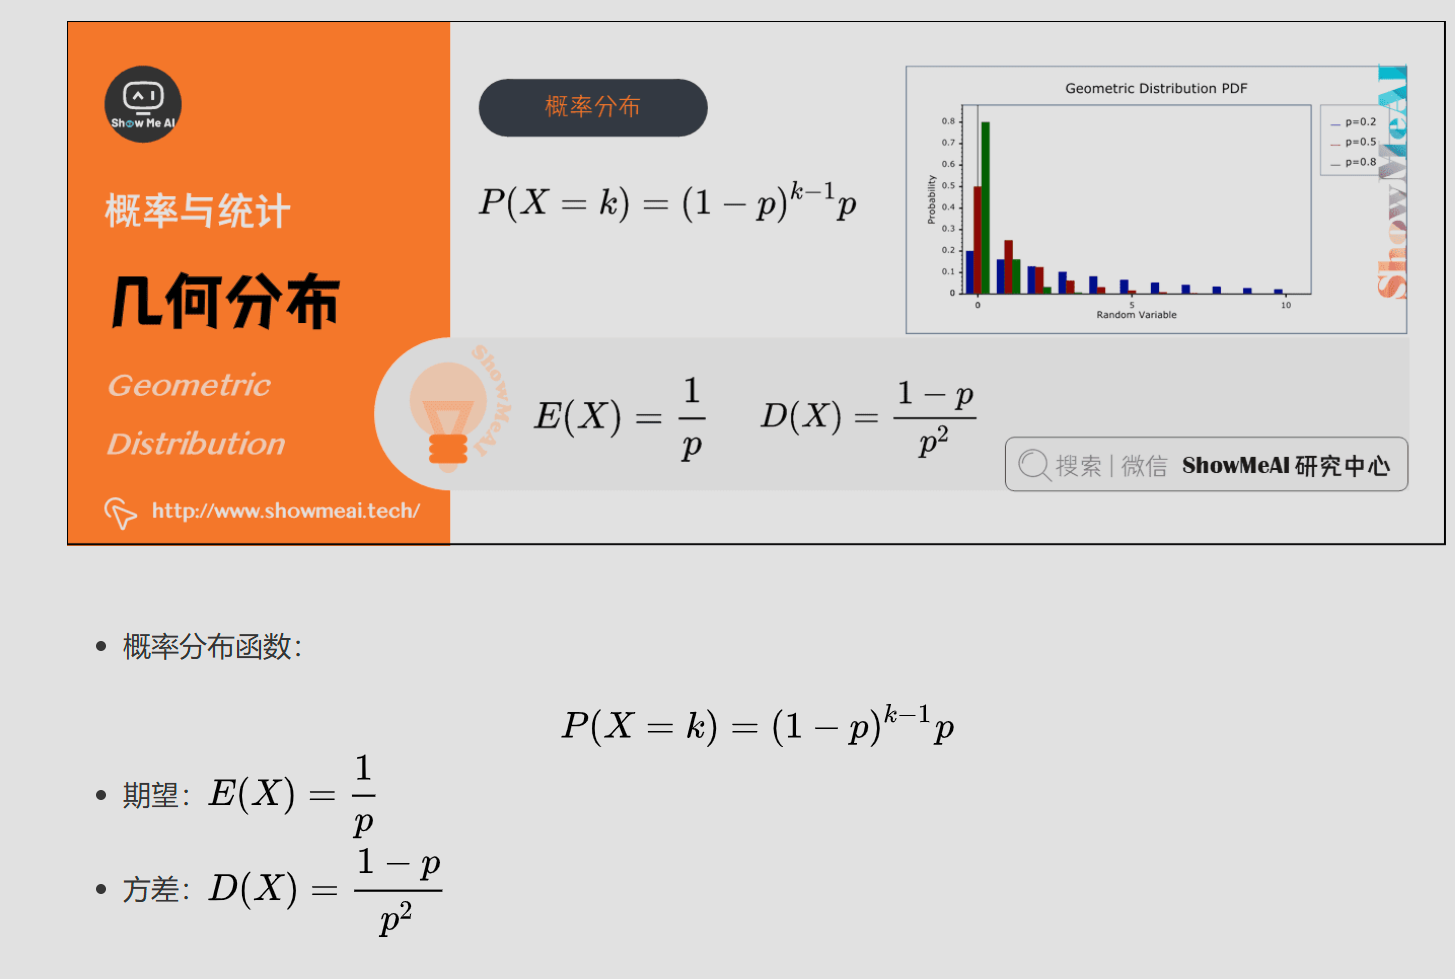 Show Me AI
概率与统计
几何分布
Geometric
Distribution
http://www.showmeai.tech/
概率分布
P(X = k) = (1 − p)^{k−1}p
Geometric Distribution PDF
Probability
0.8
0.7
0.6
0.5
0.4
0.3
0.2
0.1
0
0 5 10
Random Variable
p=0.2
p=0.5
p=0.8
ShowMeAI
ShowMeAI
E(X) = \frac{1}{p} D(X) = \frac{1 − p}{p^2}
搜索 | 微信 ShowMeAI 研究中心
• 概率分布函数：
P(X = k) = (1 − p)^{k−1}p
• 期望：E(X) = \frac{1}{p}
• 方差：D(X) = \frac{1 − p}{p^2}